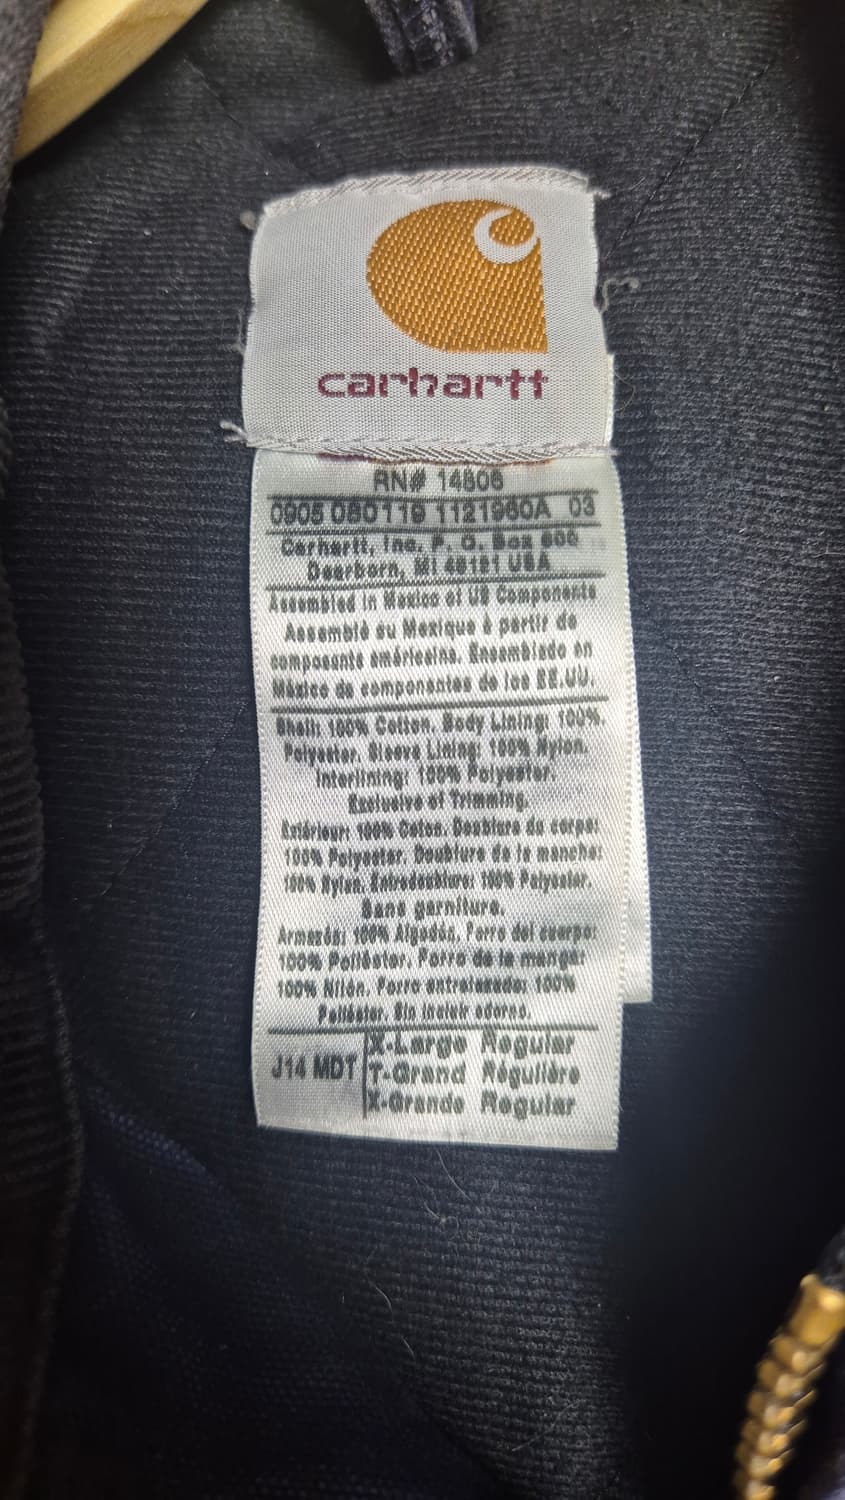 carhartt
RN# 14806
0905 080119 1121960A 03
Carhartt, Inc. P. O. Box 600
Dearborn, MI 48121 USA
Assembled in Mexico of US Components
Assemblé au Mexique à partir de
composants américains. Ensamblado en
México de componentes de los EE.UU.
Shell: 100% Cotton. Body Lining: 100%.
Polyester. Sleeve Lining: 100% Nylon.
Interlining: 100% Polyester.
Exclusive of Trimming.
Extérieur: 100% Coton. Doublure du corps:
100% Polyester. Doublure de la manche:
100% Nylon. Entredoublure: 100% Polyester.
Sans garniture.
Armazón: 100% Algodón. Forro del cuerpo:
100% Poliéster. Forro de la manga:
100% Nilón. Forro entrelazado: 100%
Poliéster. Sin incluir adorno.
J14 MDT
X-Large Regular
T-Grand Régulière
X-Grande Regular